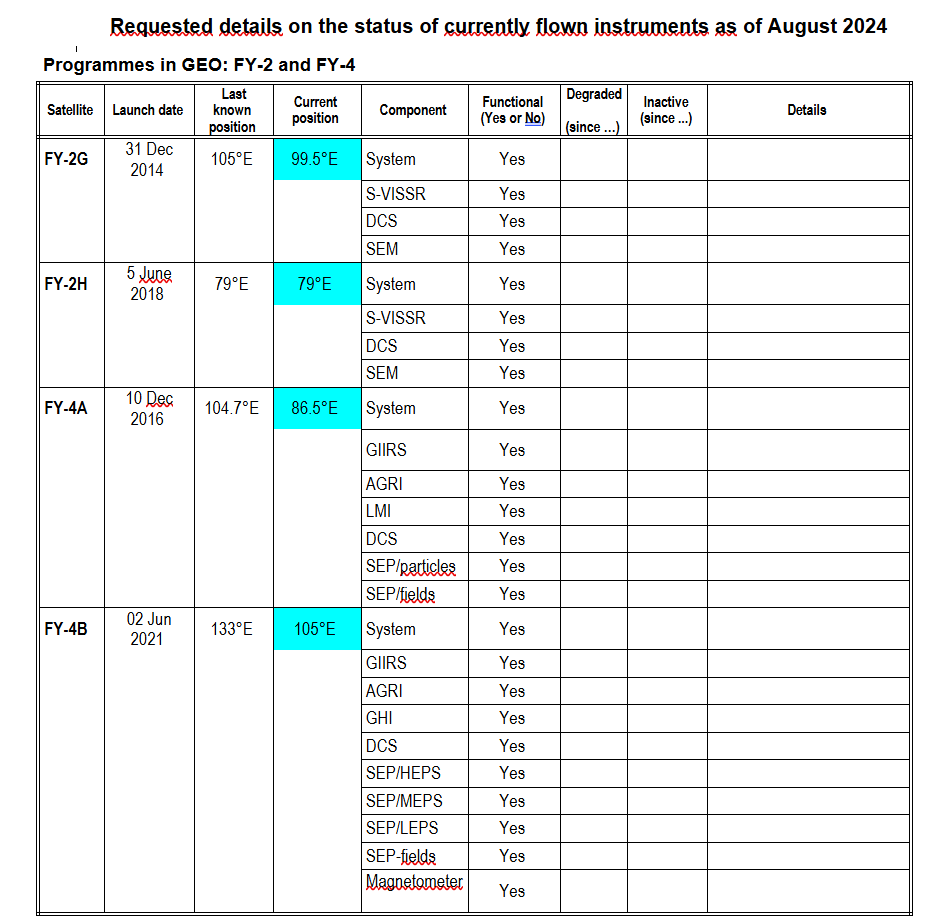 Requested details on the status of currently flown instruments as of August 2024
Programmes in GEO: FY-2 and FY-4
Satellite Launch date Last known position Current position Component Functional (Yes or No) Degraded (since ...) Inactive (since ...) Details
FY-2G 31 Dec 2014 105°E 99.5°E System Yes
S-VISSR Yes
DCS Yes
SEM Yes
FY-2H 5 June 2018 79°E 79°E System Yes
S-VISSR Yes
DCS Yes
SEM Yes
FY-4A 10 Dec 2016 104.7°E 86.5°E System Yes
GIIRS Yes
AGRI Yes
LMI Yes
DCS Yes
SEP/particles Yes
SEP/fields Yes
FY-4B 02 Jun 2021 133°E 105°E System Yes
GIIRS Yes
AGRI Yes
GHI Yes
DCS Yes
SEP/HEPS Yes
SEP/MEPS Yes
SEP/LEPS Yes
SEP-fields Yes
Magnetometer Yes